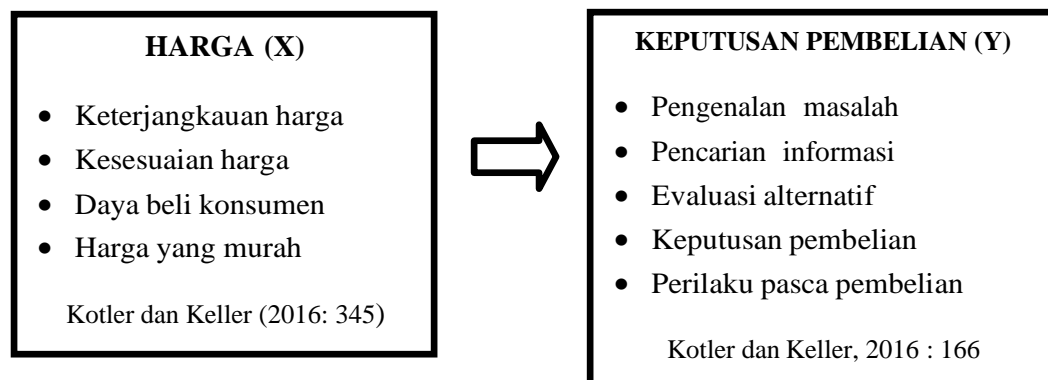 HARGA (X)
• Keterjangkauan harga
• Kesesuaian harga
• Daya beli konsumen
• Harga yang murah
Kotler dan Keller (2016: 345)
KEPUTUSAN PEMBELIAN (Y)
• Pengenalan masalah
• Pencarian informasi
• Evaluasi alternatif
• Keputusan pembelian
• Perilaku pasca pembelian
Kotler dan Keller, 2016 : 166